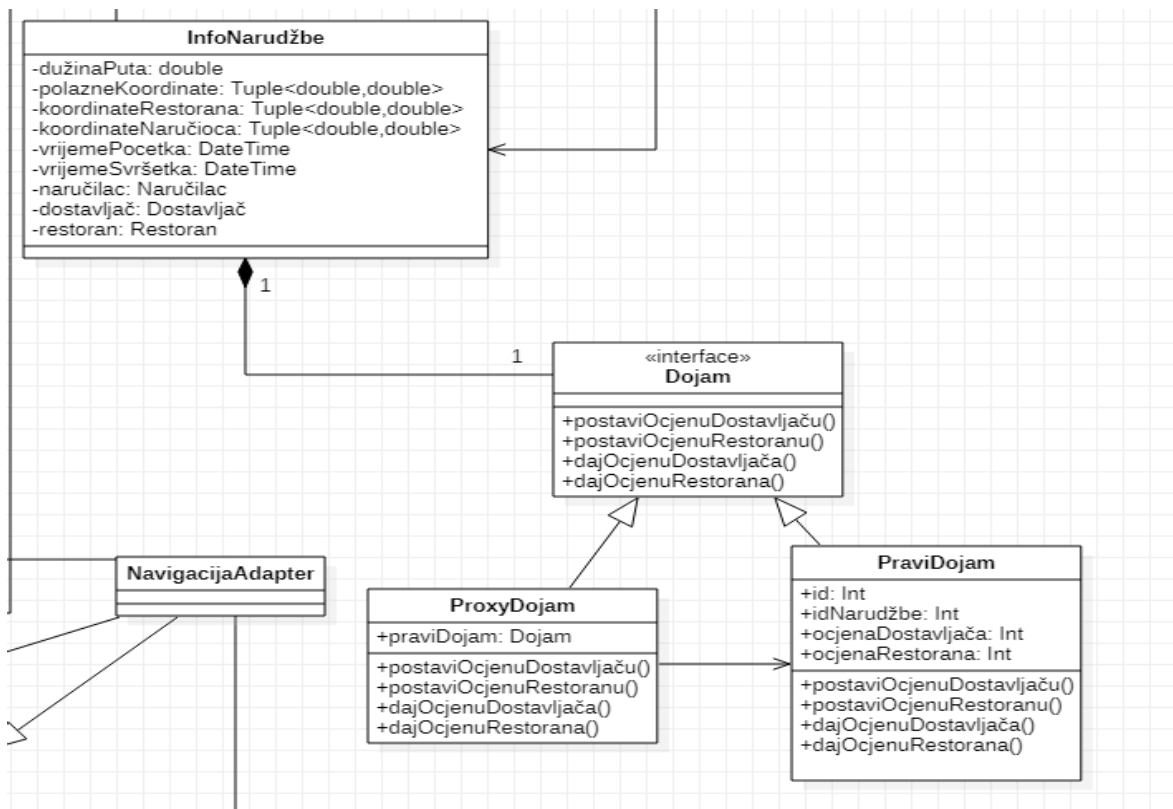 InfoNarudžbe
-dužinaPuta: double
-polazneKoordinate: Tuple<double,double>
-koordinateRestorana: Tuple<double,double>
-koordinateNaručioca: Tuple<double,double>
-vrijemePocetka: DateTime
-vrijemeSvršetka: DateTime
-naručilac: Naručilac
-dostavljač: Dostavljač
-restoran: Restoran
1
1
«interface»
Dojam
+postaviOcjenuDostavljaču()
+postaviOcjenuRestoranu()
+dajOcjenuDostavljača()
+dajOcjenuRestorana()
NavigacijaAdapter
ProxyDojam
+praviDojam: Dojam
+postaviOcjenuDostavljaču()
+postaviOcjenuRestoranu()
+dajOcjenuDostavljača()
+dajOcjenuRestorana()
PraviDojam
+id: Int
+idNarudžbe: Int
+ocjenaDostavljača: Int
+ocjenaRestorana: Int
+postaviOcjenuDostavljaču()
+postaviOcjenuRestoranu()
+dajOcjenuDostavljača()
+dajOcjenuRestorana()